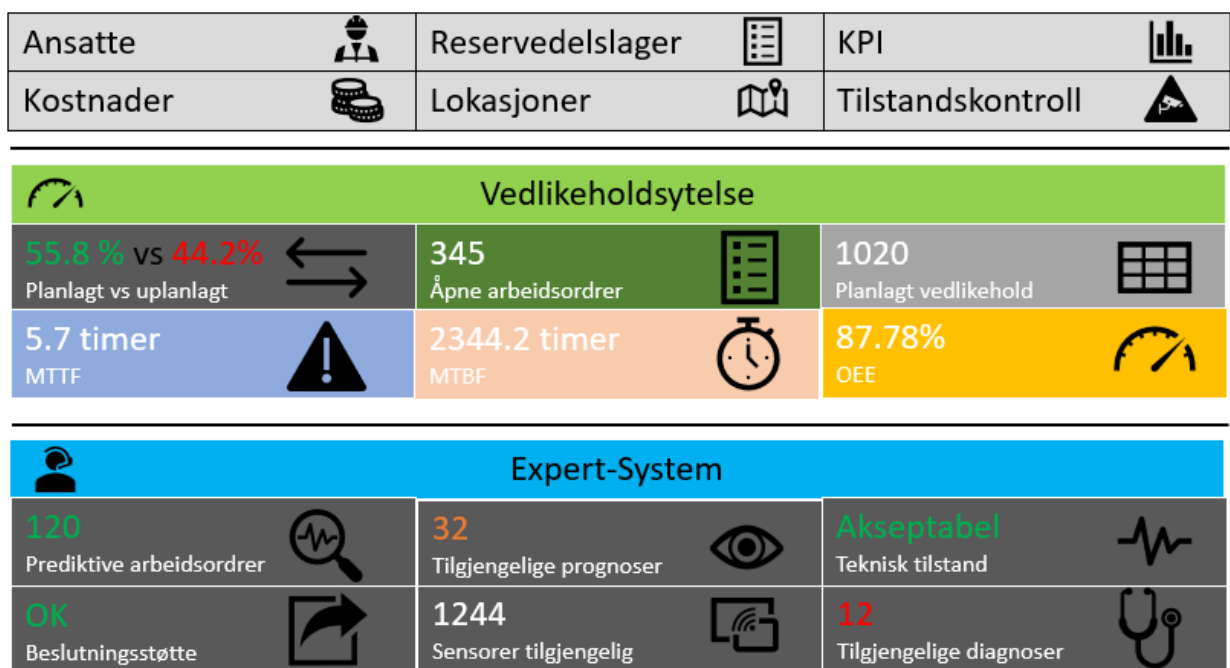 Ansatte
Reservedelslager
KPI
Kostnader
Lokasjoner
Tilstandskontroll
Vedlikeholdsytelse
55.8 % vs 44.2%
Planlagt vs uplanlagt
345
Åpne arbeidsordrer
1020
Planlagt vedlikehold
5.7 timer
MTTF
2344.2 timer
MTBF
87.78%
OEE
Expert-System
120
Prediktive arbeidsordrer
32
Tilgjengelige prognoser
Akseptabel
Teknisk tilstand
OK
Beslutningsstøtte
1244
Sensorer tilgjengelig
12
Tilgjengelige diagnoser